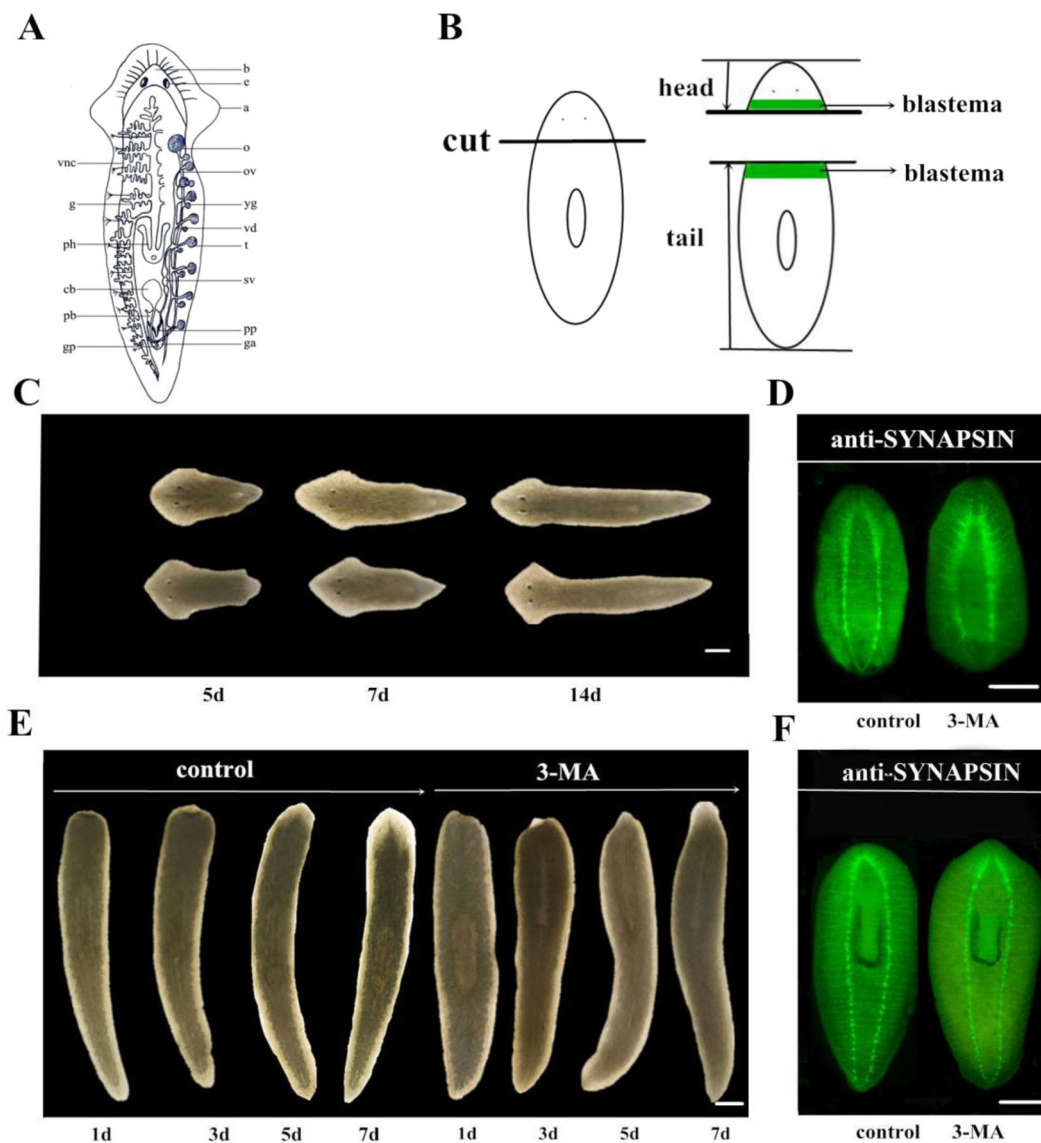 A
b
c
a
o
vnc
ov
g
yg
vd
ph
t
sv
cb
pb
pp
gp
ga
B
cut
head
blastema
blastema
tail
C
5d
7d
14d
D
anti-SYNAPSIN
control 3-MA
E
control
3-MA
1d 3d 5d 7d 1d 3d 5d 7d
F
anti-SYNAPSIN
control 3-MA